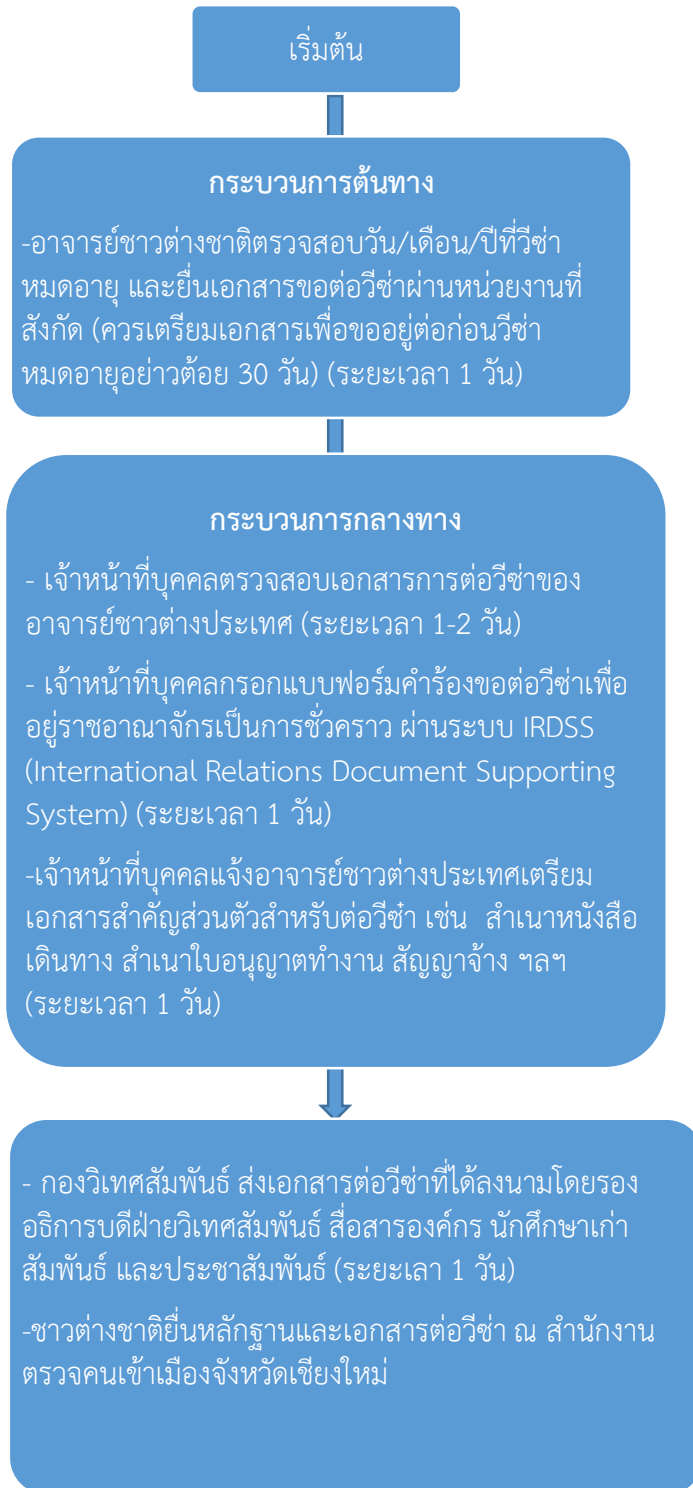 เริ่มต้น
กระบวนการต้นทาง
-อาจารย์ชาวต่างชาติตรวจสอบวัน/เดือน/ปีที่วีซ่า
หมดอายุ และยื่นเอกสารขอต่อวีซ่าผ่านหน่วยงานที่
สังกัด (ควรเตรียมเอกสารเพื่อขออยู่ต่อก่อนวีซ่า
หมดอายุอย่าวต้อย 30 วัน) (ระยะเวลา 1 วัน)
กระบวนการกลางทาง
- เจ้าหน้าที่บุคคลตรวจสอบเอกสารการต่อวีซ่าของ
อาจารย์ชาวต่างประเทศ (ระยะเวลา 1-2 วัน)
- เจ้าหน้าที่บุคคลกรอกแบบฟอร์มคำร้องขอต่อวีซ่าเพื่อ
อยู่ราชอาณาจักรเป็นการชั่วคราว ผ่านระบบ IRDSS
(International Relations Document Supporting
System) (ระยะเวลา 1 วัน)
-เจ้าหน้าที่บุคคลแจ้งอาจารย์ชาวต่างประเทศเตรียม
เอกสารสำคัญส่วนตัวสำหรับต่อวีซ๋า เช่น สำเนาหนังสือ
เดินทาง สำเนาใบอนุญาตทำงาน สัญญาจ้าง ฯลฯ
(ระยะเวลา 1 วัน)
- กองวิเทศสัมพันธ์ ส่งเอกสารต่อวีซ่าที่ได้ลงนามโดยรอง
อธิการบดีฝ่ายวิเทศสัมพันธ์ สื่อสารองค์กร นักศึกษาเก่า
สัมพันธ์ และประชาสัมพันธ์ (ระยะเลา 1 วัน)
-ชาวต่างชาติยื่นหลักฐานและเอกสารต่อวีซ่า ณ สำนักงาน
ตรวจคนเข้าเมืองจังหวัดเชียงใหม่